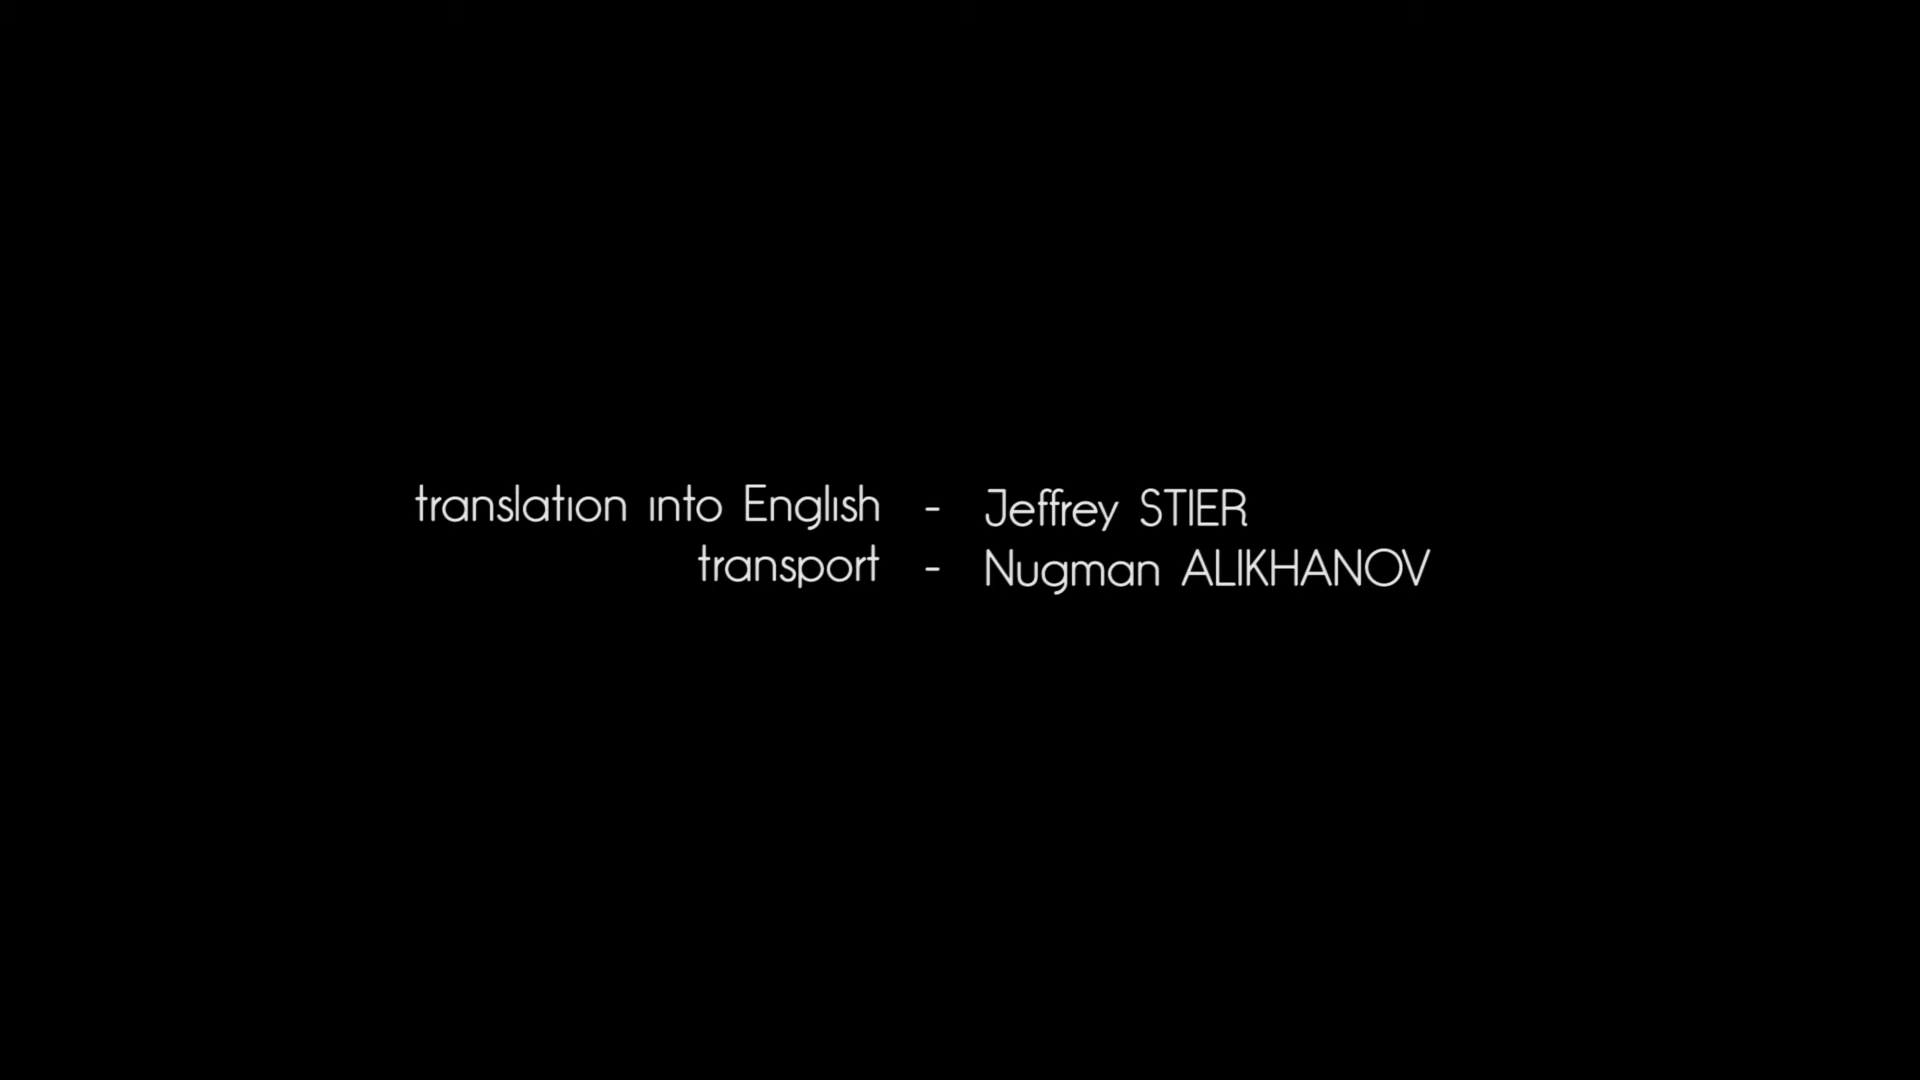 translation into English - Jeffrey STIER
transport - Nugman ALIKHANOV